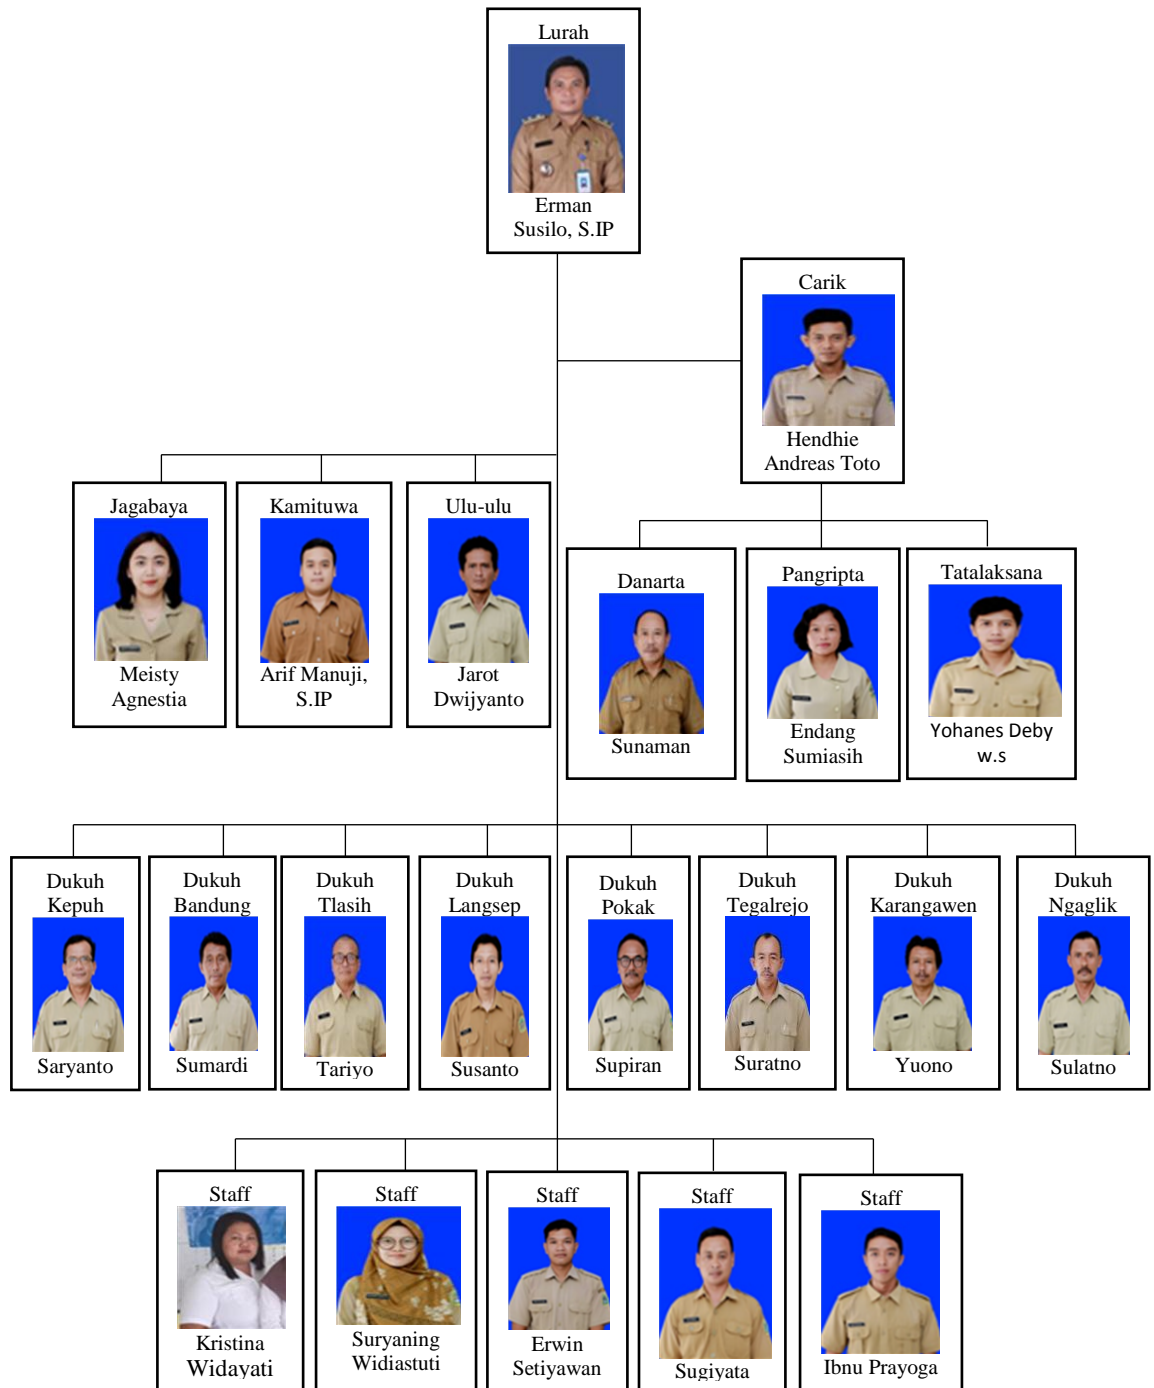 Lurah
Erman
Susilo, S.IP
Carik
Hendhie
Andreas Toto
Jagabaya
Meisty
Agnestia
Kamituwa
Arif Manuji,
S.IP
Ulu-ulu
Jarot
Dwijyanto
Danarta
Sunaman
Pangripta
Endang
Sumiasih
Tatalaksana
Yohanes Deby
w.s
Dukuh
Kepuh
Saryanto
Dukuh
Bandung
Sumardi
Dukuh
Tlasih
Tariyo
Dukuh
Langsep
Susanto
Dukuh
Pokak
Supiran
Dukuh
Tegalrejo
Suratno
Dukuh
Karangawen
Yuono
Dukuh
Ngaglik
Sulatno
Staff
Kristina
Widayati
Staff
Suryaning
Widiastuti
Staff
Erwin
Setiyawan
Staff
Sugiyata
Staff
Ibnu Prayoga